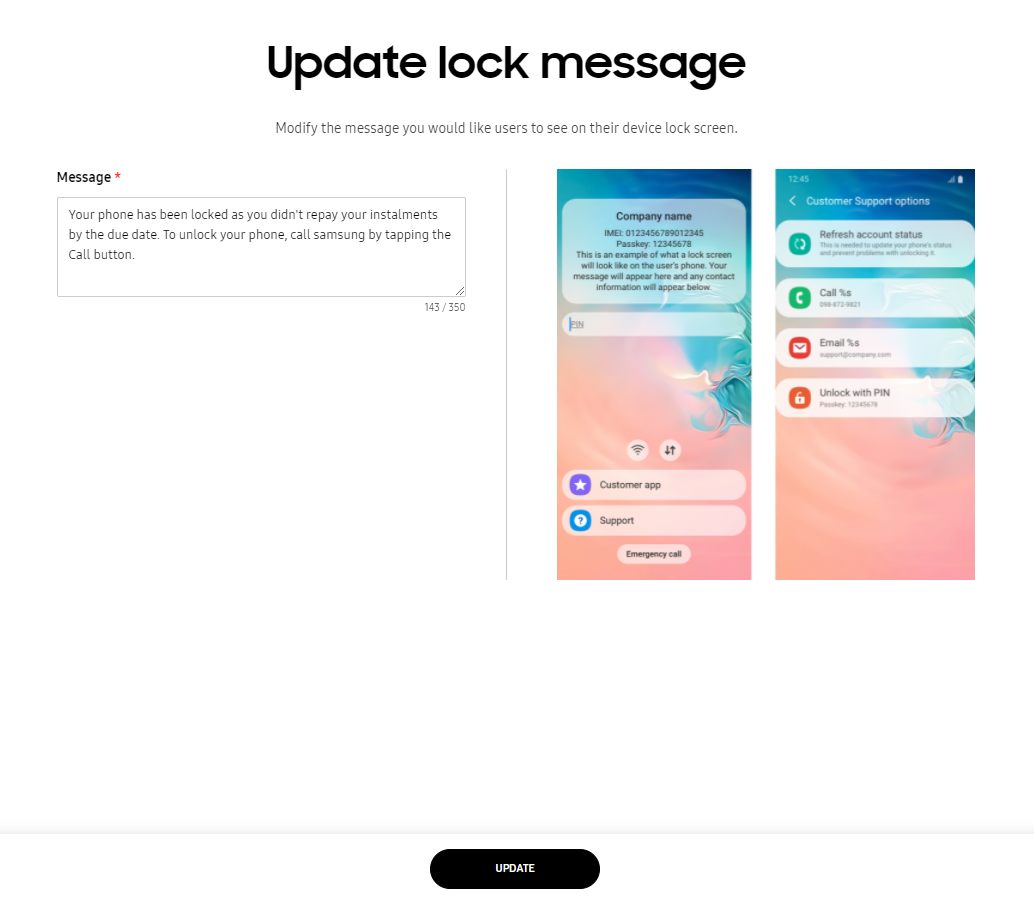 Update lock message
Modify the message you would like users to see on their device lock screen.
Message *
Your phone has been locked as you didn't repay your instalments
by the due date. To unlock your phone, call samsung by tapping the
Call button.
143 / 350
Company name
IMEI: 0123456789012345
Passkey: 12345678
This is an example of what a lock screen
will look like on the user's phone. Your
message will appear here and any contact
information will appear below.
PIN
Customer app
Support
Emergency call
12:45
Customer Support options
Refresh account status
This is needed to update your phone's status
and prevent problems with unlocking it.
Call %s
098-872-9821
Email %s
support@company.com
Unlock with PIN
Passkey: 12345678
UPDATE